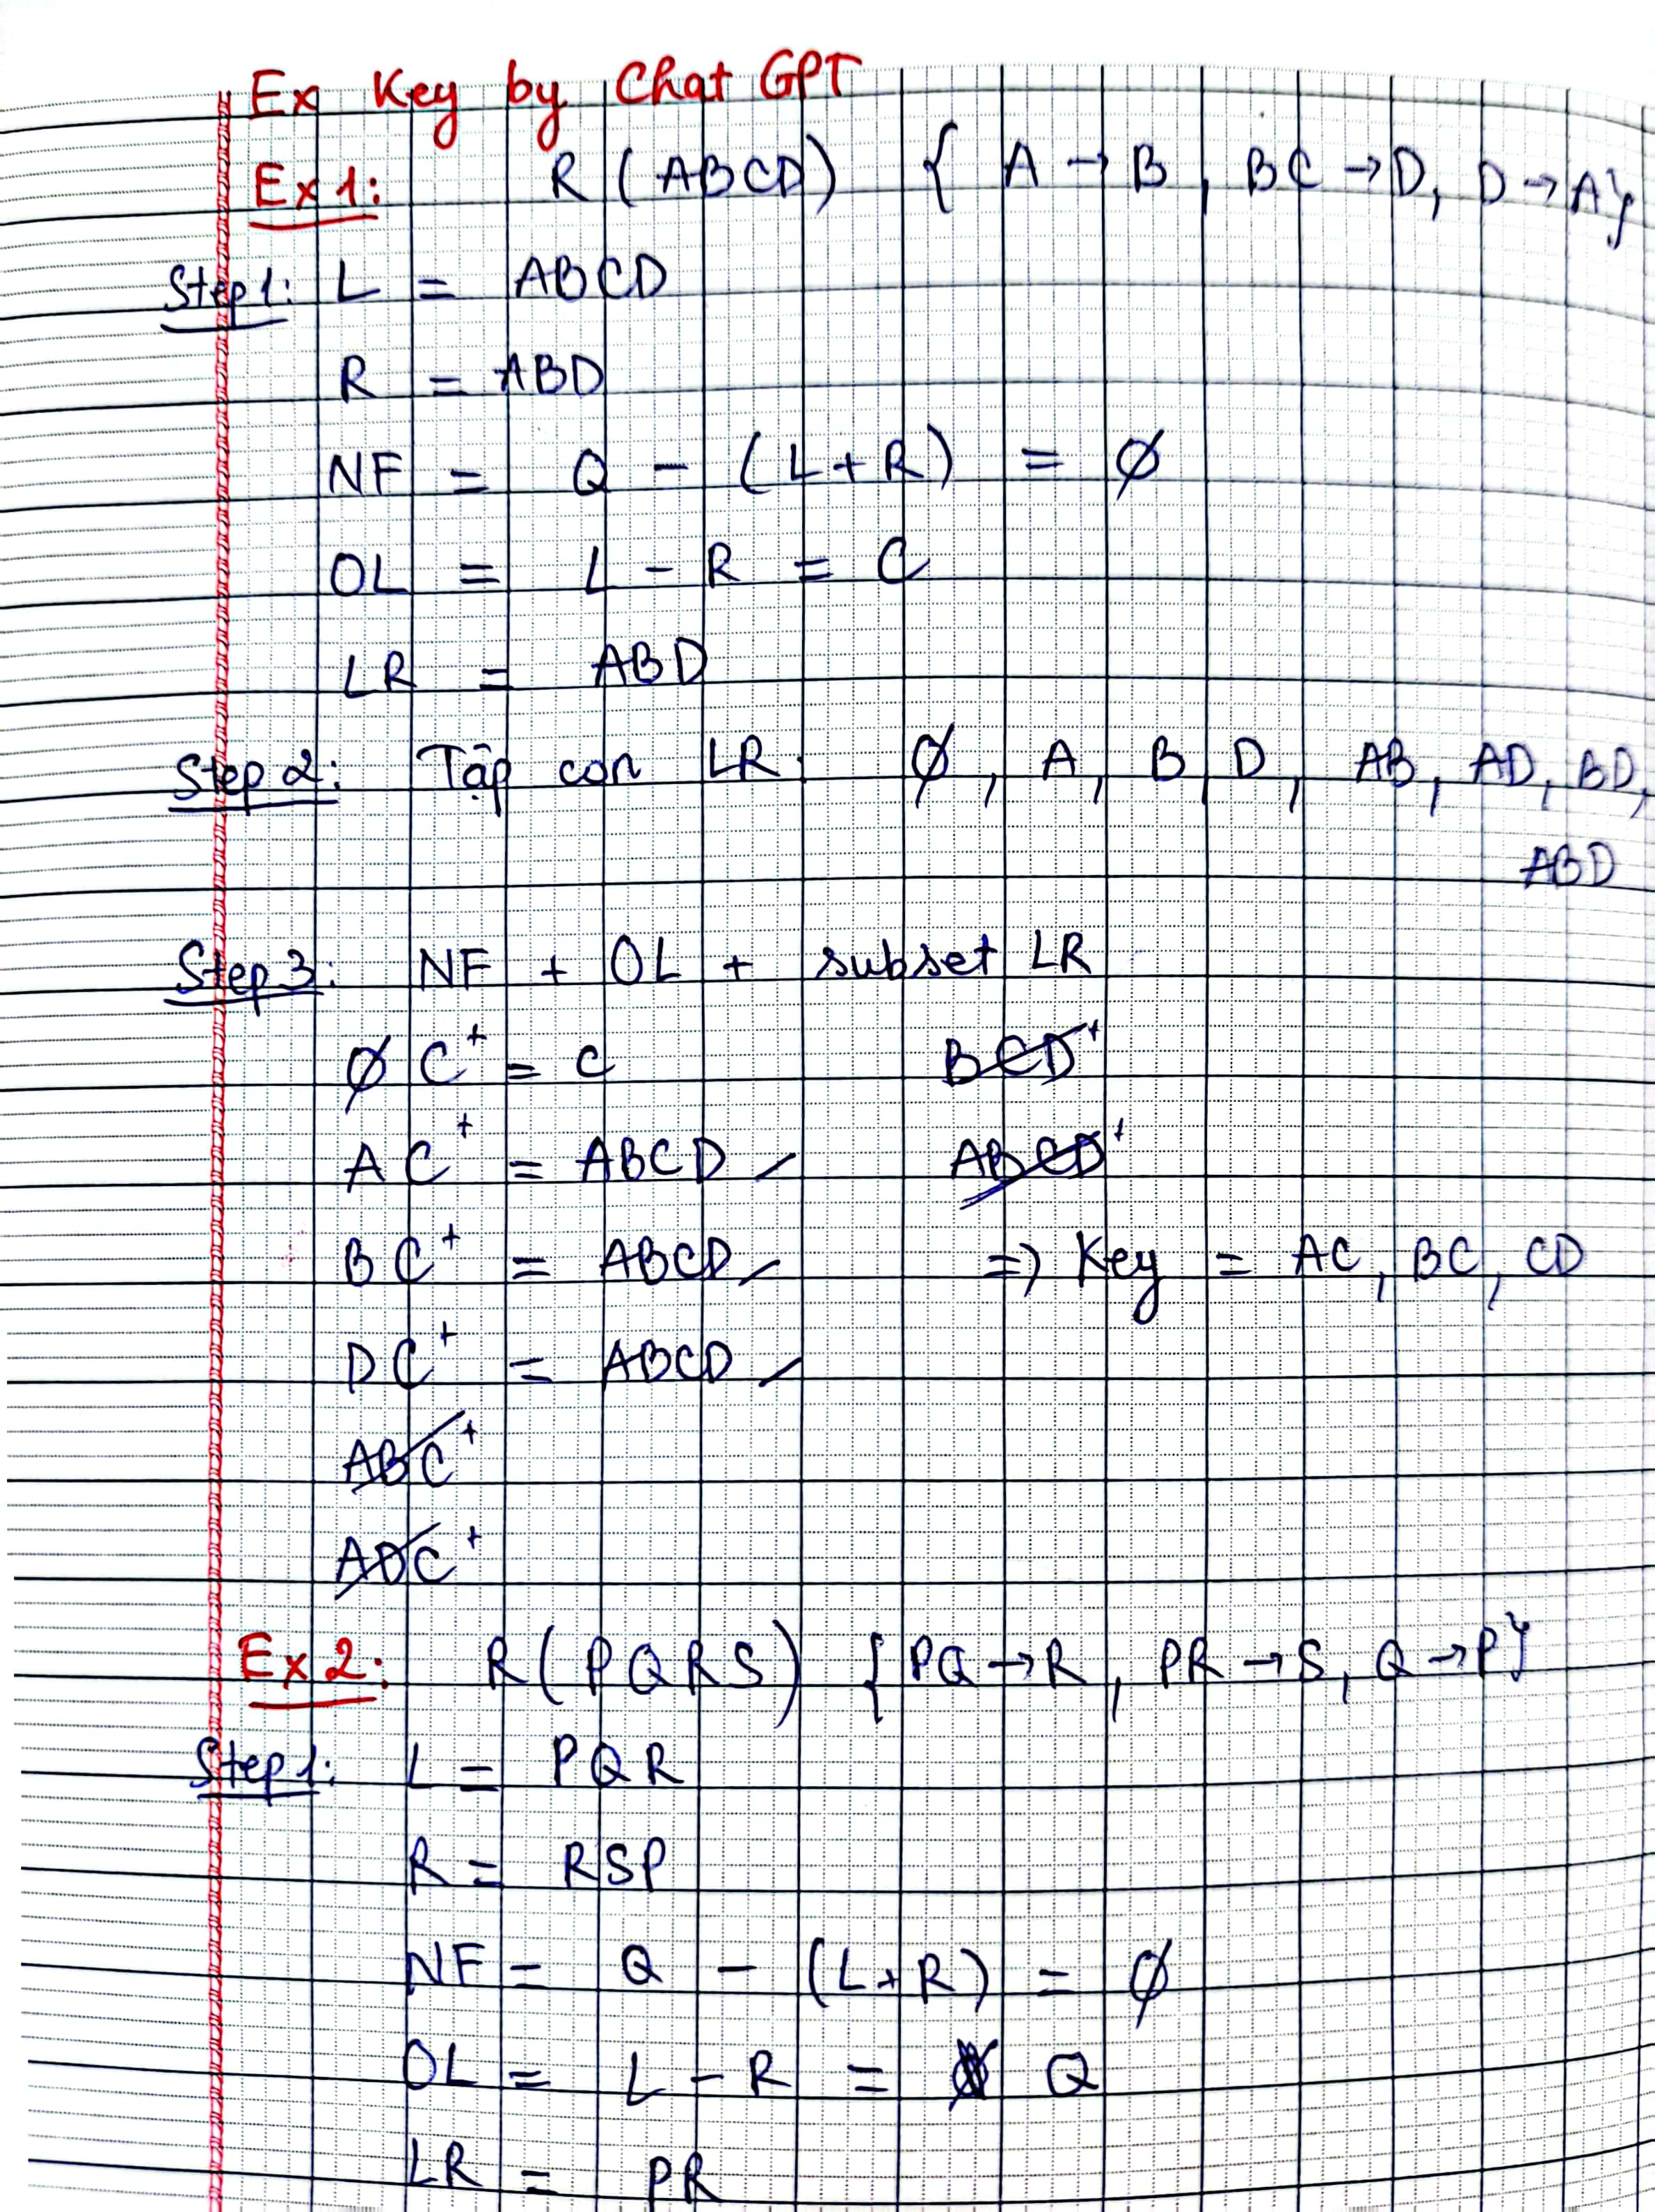 Ex Key by Chat GPT
Ex 1: R (ABCD) { A → B, BC → D, D → A}
Step 1: L = ABCD
R = ABD
NF = Q - (L+R) = ∅
OL = L - R = C
LR = ABD
Step 2: Tập con LR: ∅, A, B, D, AB, AD, BD,
ABD
Step 3: NF + OL + subset LR
∅ C⁺ = C
AC⁺ = ABCD ✓
BC⁺ = ABCD ✓
DC⁺ = ABCD ✓
ABC⁺
ADC⁺
BCD⁺
ABCD⁺
=> Key = AC, BC, CD
Ex 2: R (PQRS) {PQ → R, PR → S, Q → P}
Step 1: L = PQR
R = RSP
NF = Q - (L+R) = ∅
OL = L - R = Q
LR = PR